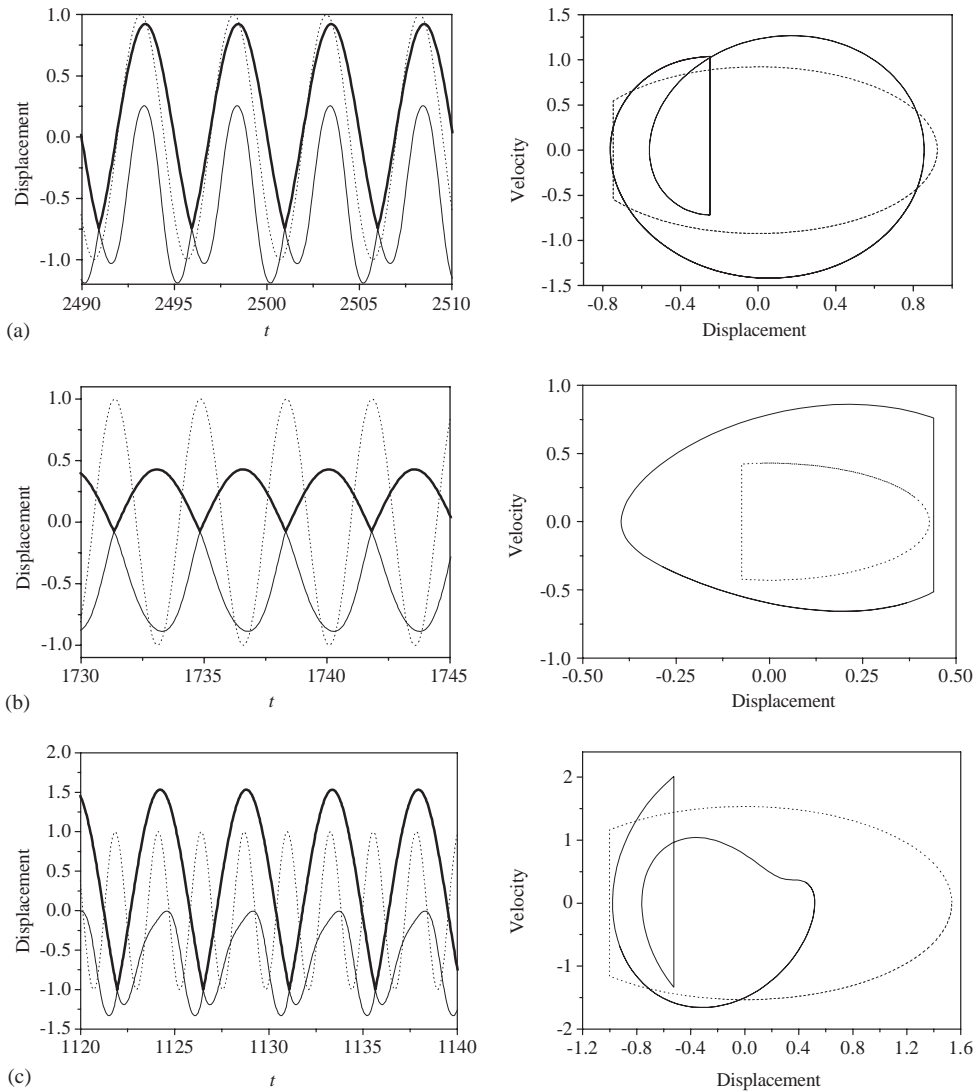 1.0
0.5
0.0
-0.5
-1.0
Displacement
2490 2495 2500 2505 2510
t
(a)
1.5
1.0
0.5
0.0
-0.5
-1.0
-1.5
Velocity
-0.8 -0.4 0.0 0.4 0.8
Displacement
1.0
0.5
0.0
-0.5
-1.0
Displacement
1730 1735 1740 1745
t
(b)
1.0
0.5
0.0
-0.5
-1.0
Velocity
-0.50 -0.25 0.00 0.25 0.50
Displacement
2.0
1.5
1.0
0.5
0.0
-0.5
-1.0
-1.5
Displacement
1120 1125 1130 1135 1140
t
(c)
2
1
0
-1
-2
Velocity
-1.2 -0.8 -0.4 0.0 0.4 0.8 1.2 1.6
Displacement